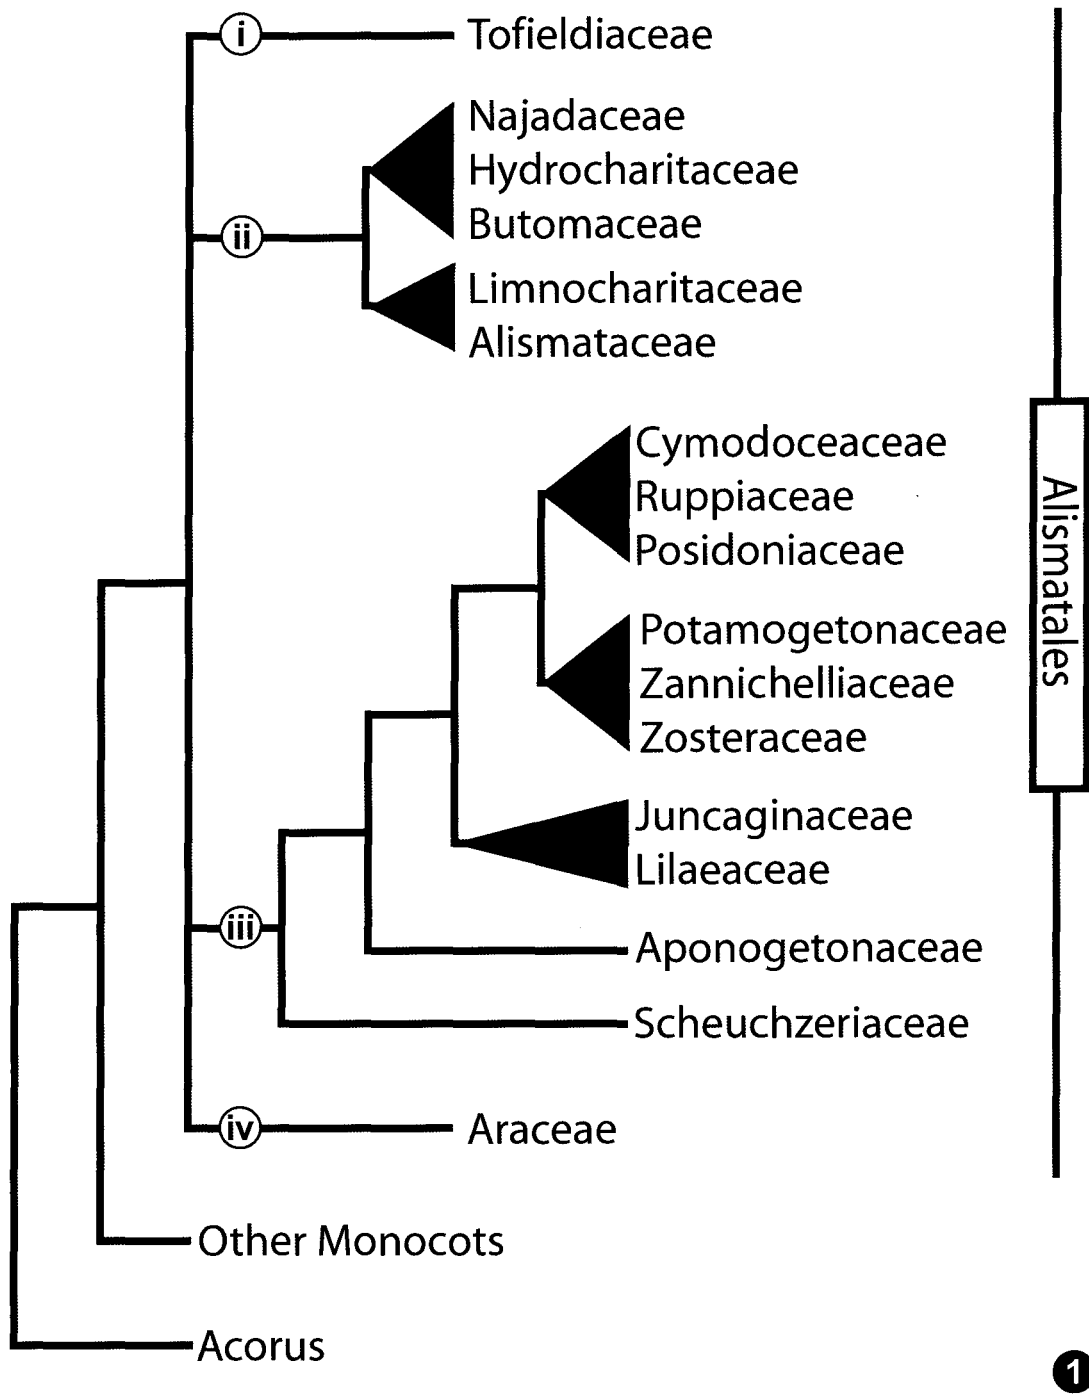 i Tofieldiaceae
Najadaceae
Hydrocharitaceae
ii Butomaceae
Limnocharitaceae
Alismataceae
Cymodoceaceae
Ruppiaceae
Posidoniaceae
Alismatales
Potamogetonaceae
Zannichelliaceae
Zosteraceae
Juncaginaceae
Lilaeaceae
iii
Aponogetonaceae
Scheuchzeriaceae
iv Araceae
Other Monocots
Acorus
1